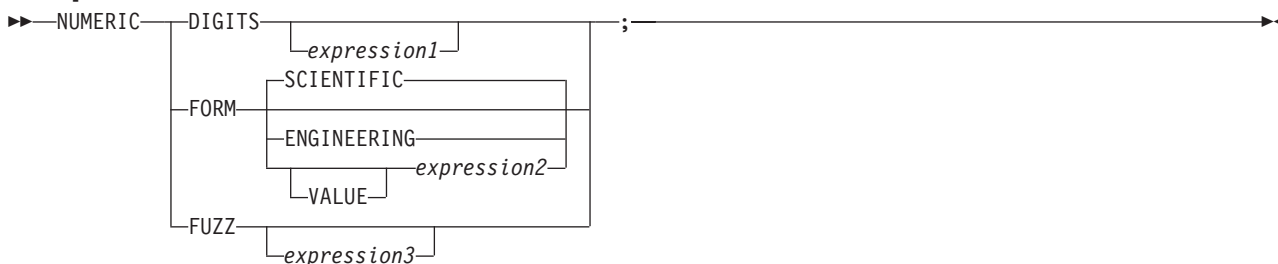 NUMERIC DIGITS ;
expression1
SCIENTIFIC
FORM
ENGINEERING
expression2
VALUE
FUZZ
expression3